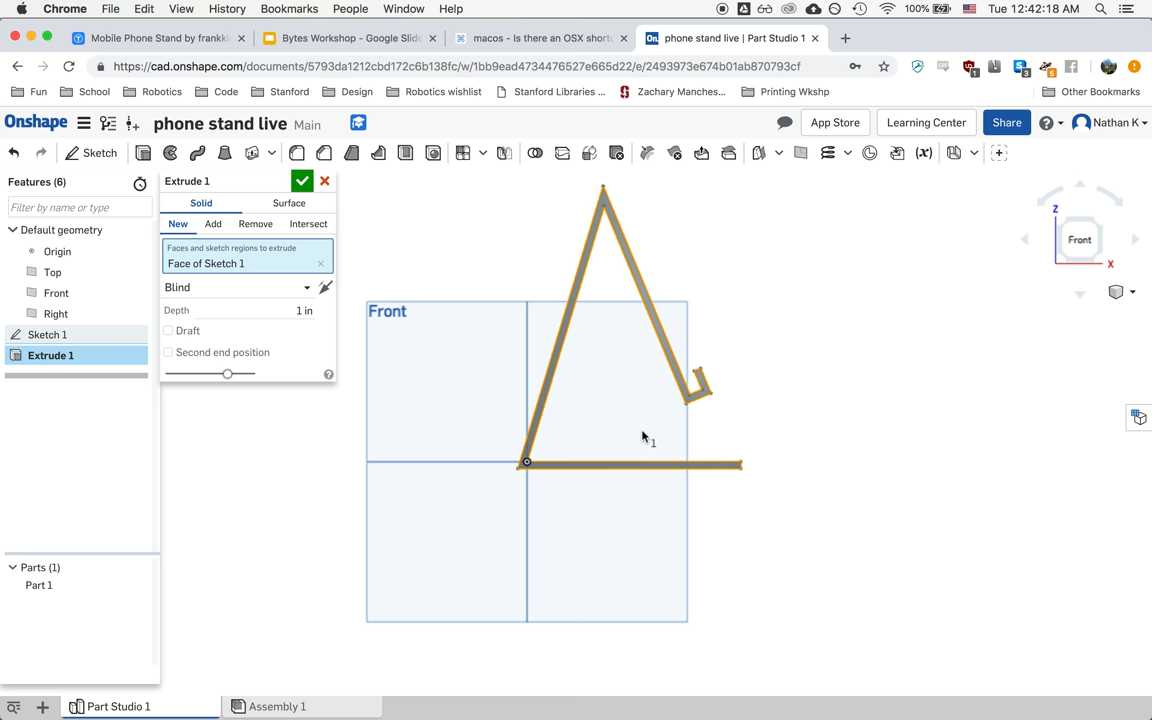 Chrome File Edit View History Bookmarks People Window Help 100% Tue 12:42:18 AM
Mobile Phone Stand by frankki × Bytes Workshop - Google Slide × macos - Is there an OSX short × On phone stand live | Part Studio 1 ×
https://cad.onshape.com/documents/5793da1212cbd172c6b138fc/w/1bb9ead4734476527e665d22/e/2493973e674b01ab870793cf 1 3 5
Fun School Robotics Code Stanford Design Robotics wishlist Stanford Libraries ... Zachary Manches... Printing Wkshp Other Bookmarks
Onshape phone stand live Main App Store Learning Center Share Nathan K
Sketch (x)
Features (6)
Filter by name or type
Default geometry
Origin
Top
Front
Right
Sketch 1
Extrude 1
Parts (1)
Part 1
Extrude 1
Solid Surface
New Add Remove Intersect
Faces and sketch regions to extrude
Face of Sketch 1
Blind
Depth 1 in
Draft
Second end position
Front
1
Z
Front
X
Part Studio 1 Assembly 1